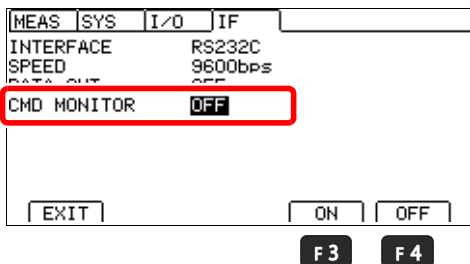 MEAS SYS I/O IF
INTERFACE RS232C
SPEED 9600bps
CMD MONITOR OFF
EXIT ON OFF
F3 F4